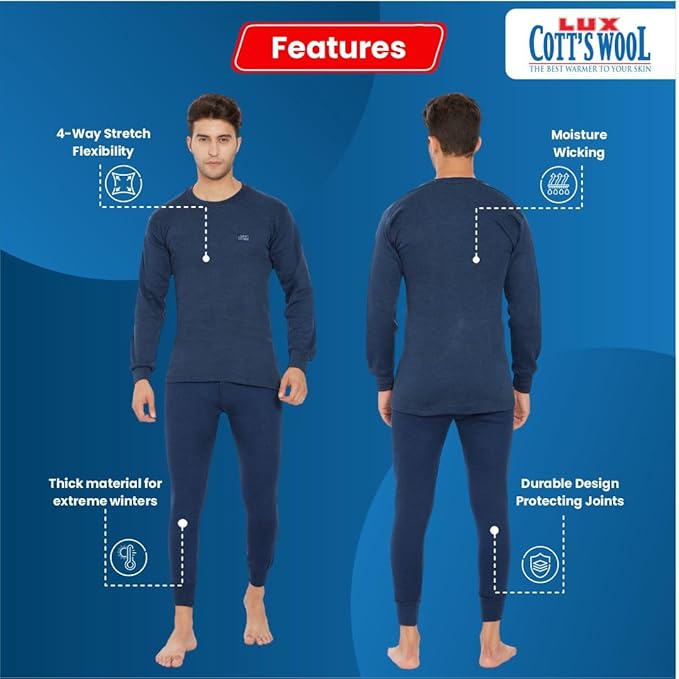 LUX
COTT'SWOOL
THE BEST WARMER TO YOUR SKIN
Features
4-Way Stretch
Flexibility
Moisture
Wicking
Thick material for
extreme winters
Durable Design
Protecting Joints